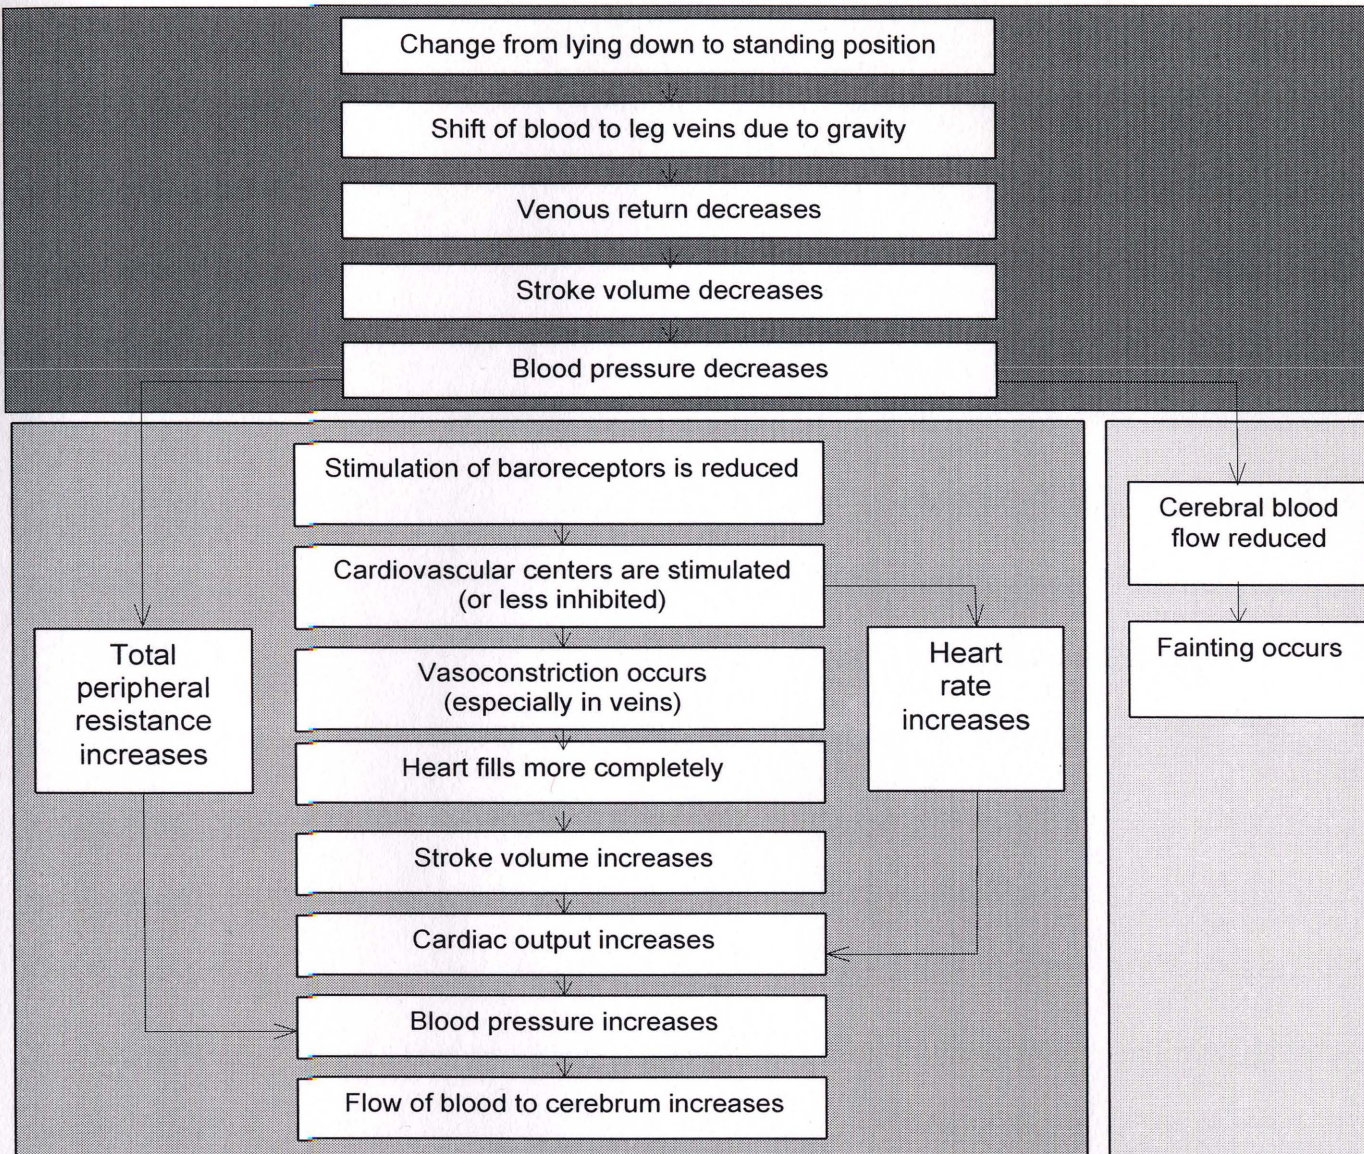 Change from lying down to standing position
Shift of blood to leg veins due to gravity
Venous return decreases
Stroke volume decreases
Blood pressure decreases
Stimulation of baroreceptors is reduced
Cardiovascular centers are stimulated
(or less inhibited)
Vasoconstriction occurs
(especially in veins)
Heart fills more completely
Stroke volume increases
Cardiac output increases
Blood pressure increases
Flow of blood to cerebrum increases
Total
peripheral
resistance
increases
Heart
rate
increases
Cerebral blood
flow reduced
Fainting occurs